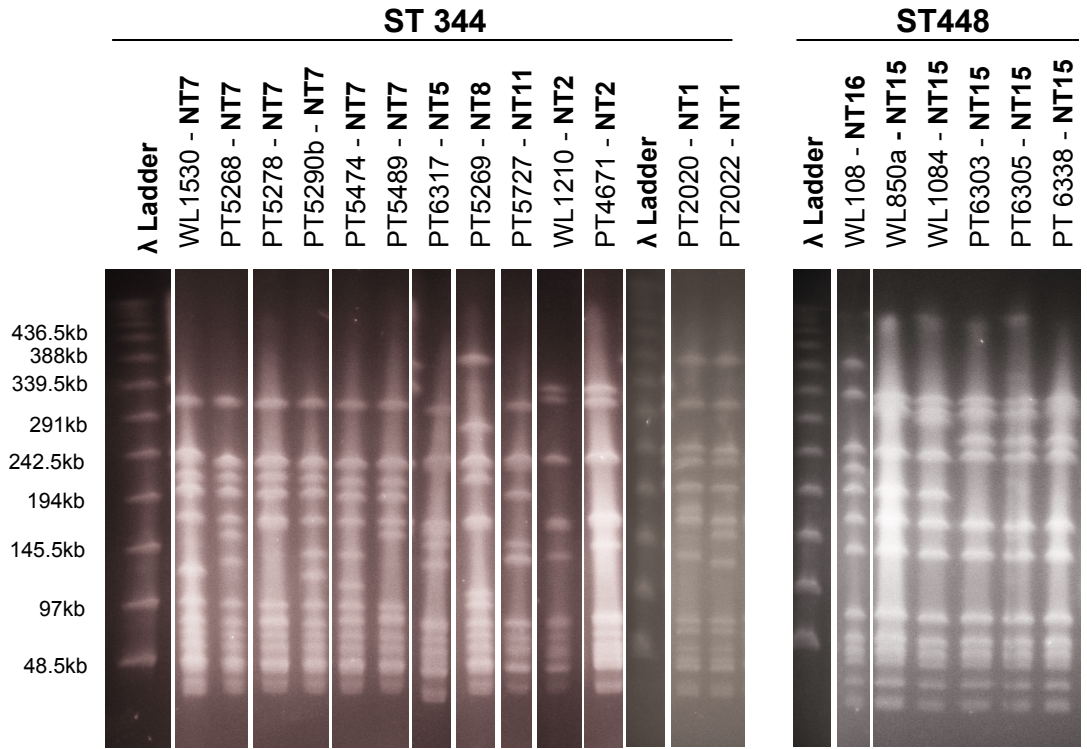 ST 344
ST448
λ Ladder
WL1530 - NT7
PT5268 - NT7
PT5278 - NT7
PT5290b - NT7
PT5474 - NT7
PT5489 - NT7
PT6317 - NT5
PT5269 - NT8
PT5727 - NT11
WL1210 - NT2
PT4671 - NT2
λ Ladder
PT2020 - NT1
PT2022 - NT1
λ Ladder
WL108 - NT16
WL850a - NT15
WL1084 - NT15
PT6303 - NT15
PT6305 - NT15
PT 6338 - NT15
436.5kb
388kb
339.5kb
291kb
242.5kb
194kb
145.5kb
97kb
48.5kb